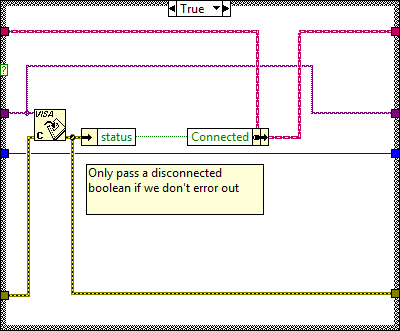 True
?
VISA
C
status
Connected
Only pass a disconnected
boolean if we don't error out